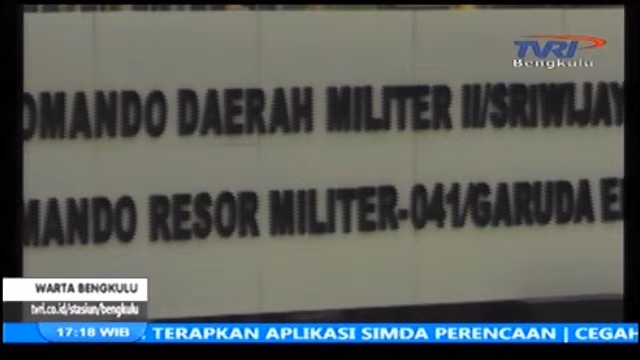 TVRI
Bengkulu
OMANDO DAERAH MILITER II/SRIWIJAY
MANDO RESOR MILITER-041/GARUDA E
WARTA BENGKULU
tvri.co.id/stasiun/bengkulu
17:18 WIB TERAPKAN APLIKASI SIMDA PERENCAAN | CEGAH